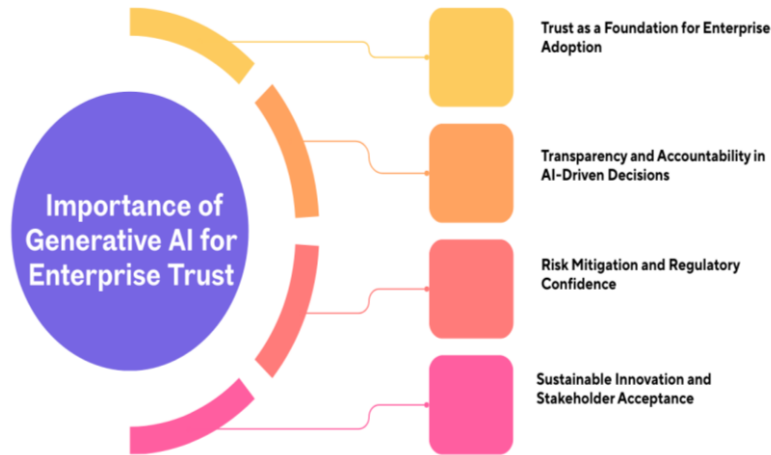 Importance of
Generative AI for
Enterprise Trust
Trust as a Foundation for Enterprise
Adoption
Transparency and Accountability in
AI-Driven Decisions
Risk Mitigation and Regulatory
Confidence
Sustainable Innovation and
Stakeholder Acceptance